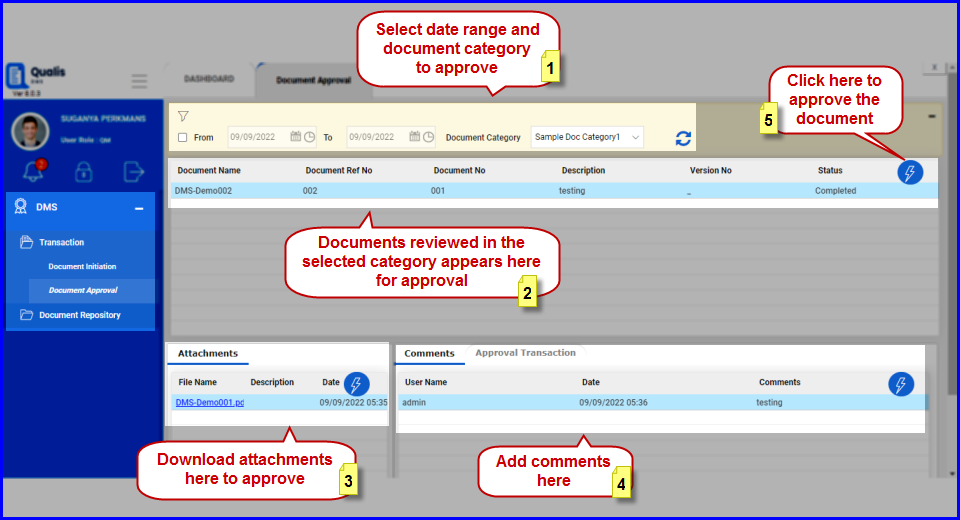 Select date range and
document category
to approve
1
Qualis
DMS
Ver 8.0.3
DASHBOARD
Document Approval
X
Click here to
approve the
document
5
SUGANYA PERKMANS
User Role : QM
From 09/09/2022 To 09/09/2022 Document Category Sample Doc Category1
Document Name Document Ref No Document No Description Version No Status
DMS-Demo002 002 001 testing _ Completed
DMS
Transaction
Document Initiation
Document Approval
Document Repository
Documents reviewed in the
selected category appears here
for approval
2
Attachments
Comments Approval Transaction
File Name Description Date
DMS-Demo001.pc 09/09/2022 05:35
User Name Date Comments
admin 09/09/2022 05:36 testing
Download attachments
here to approve
3
Add comments
here
4